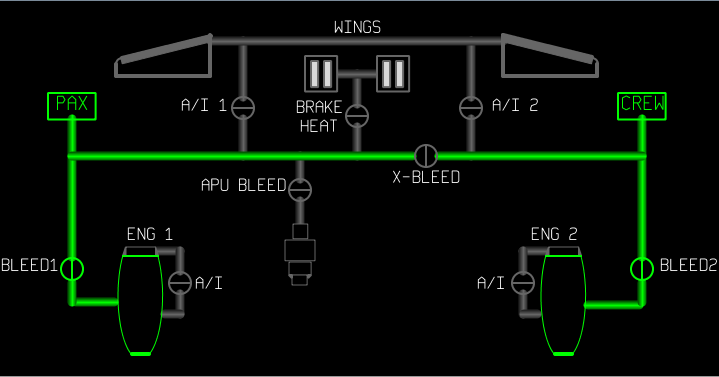 WINGS
PAX
A/I 1
BRAKE
HEAT
A/I 2
CREW
X-BLEED
APU BLEED
ENG 1
ENG 2
BLEED1
A/I
A/I
BLEED2